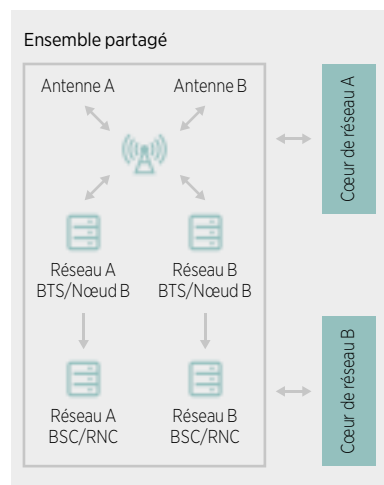 Ensemble partagé
Antenne A
Antenne B
Cœur de réseau A
Réseau A
BTS/Nœud B
Réseau B
BTS/Nœud B
Réseau A
BSC/RNC
Réseau B
BSC/RNC
Cœur de réseau B